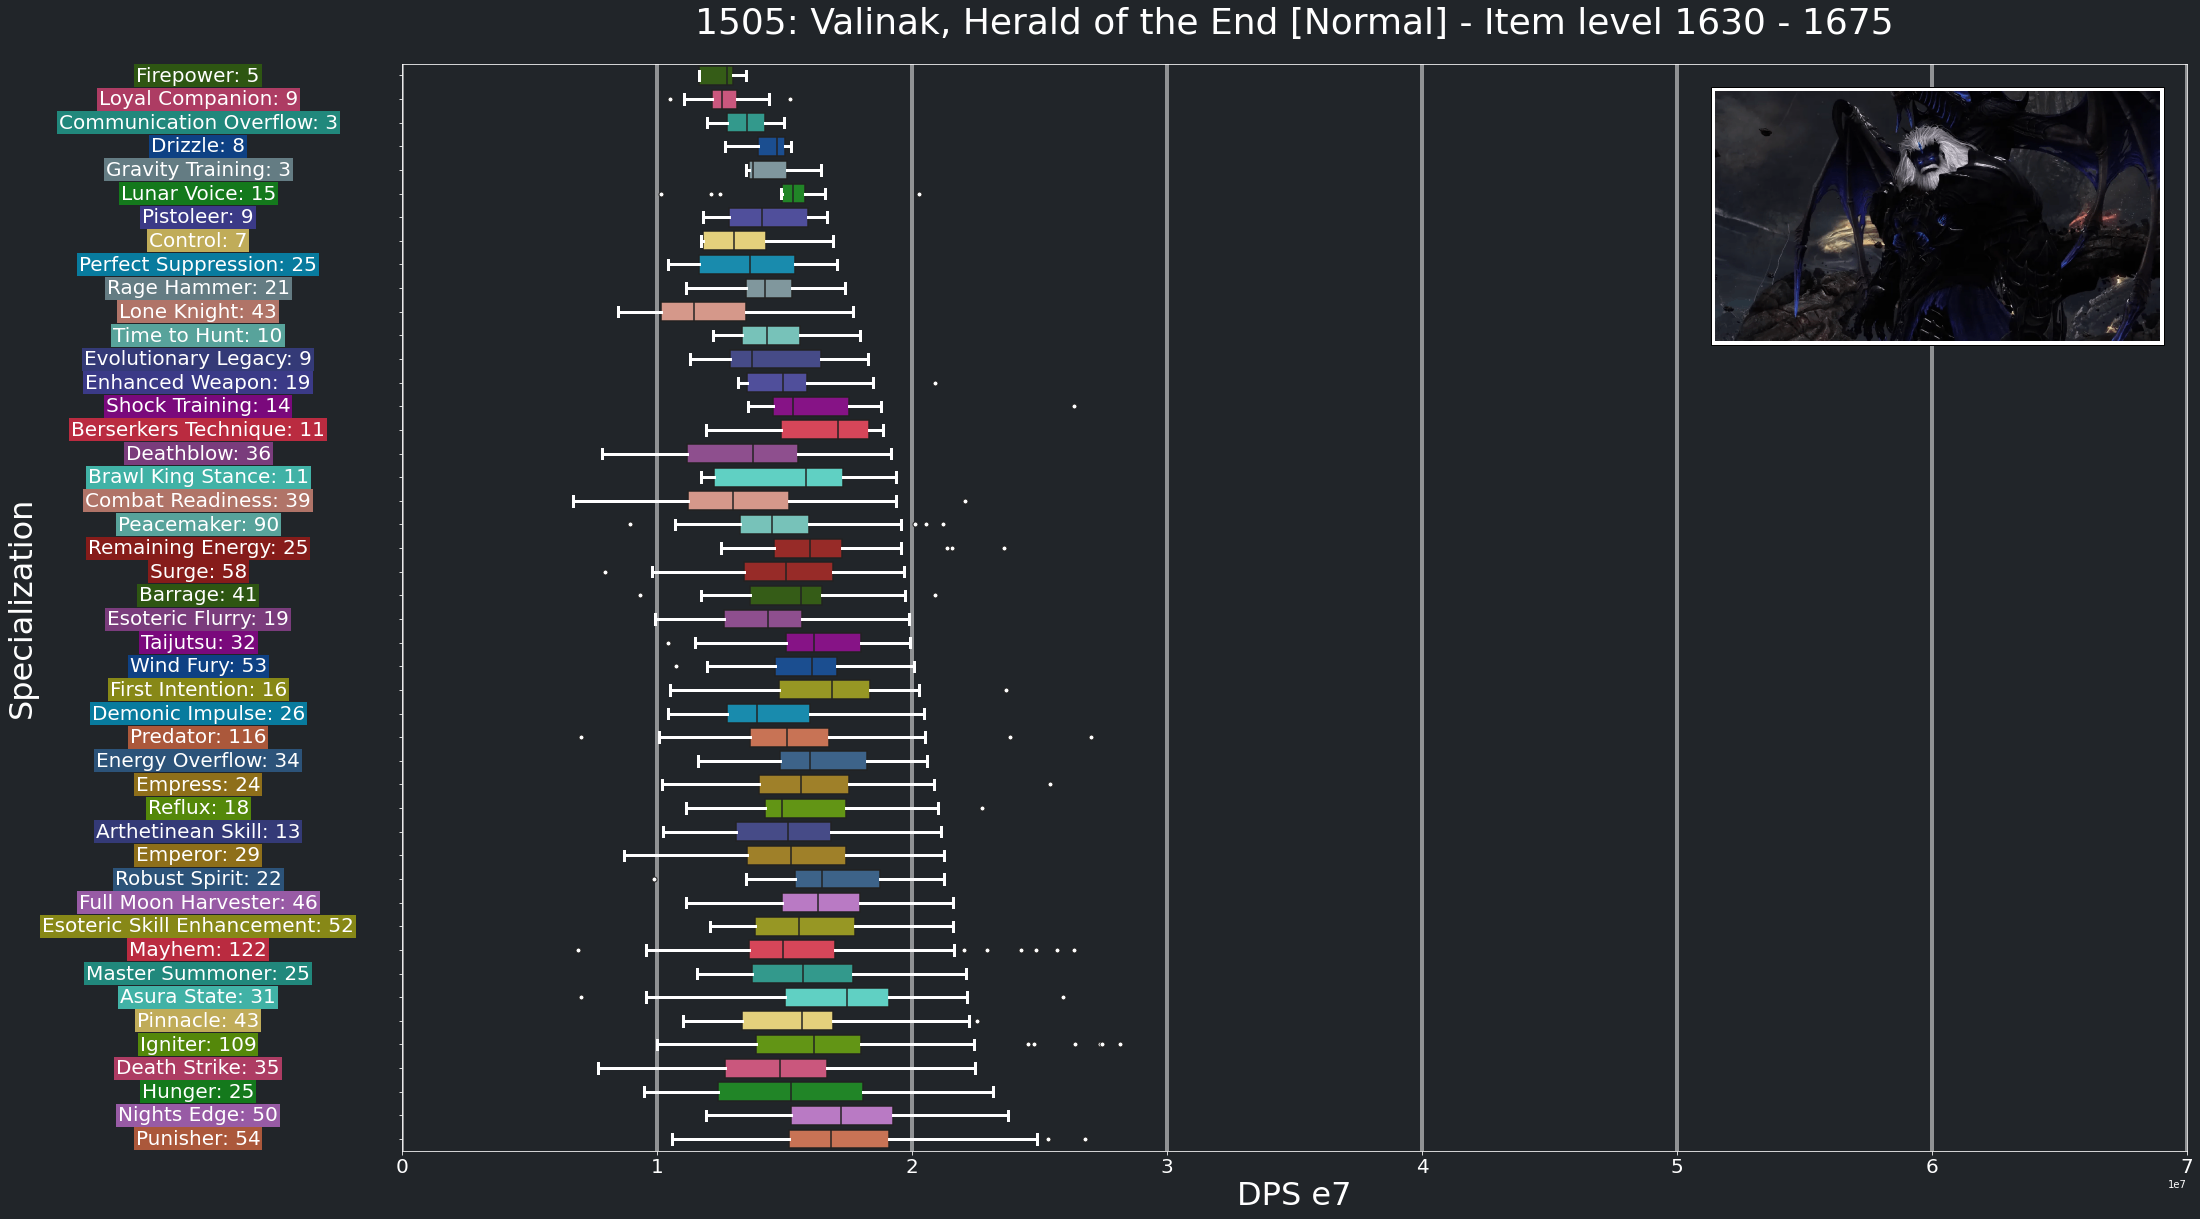 1505: Valinak, Herald of the End [Normal] - Item level 1630 - 1675
Firepower: 5
Loyal Companion: 9
Communication Overflow: 3
Drizzle: 8
Gravity Training: 3
Lunar Voice: 15
Pistoleer: 9
Control: 7
Perfect Suppression: 25
Rage Hammer: 21
Lone Knight: 43
Time to Hunt: 10
Evolutionary Legacy: 9
Enhanced Weapon: 19
Shock Training: 14
Berserkers Technique: 11
Deathblow: 36
Brawl King Stance: 11
Combat Readiness: 39
Peacemaker: 90
Remaining Energy: 25
Surge: 58
Barrage: 41
Esoteric Flurry: 19
Taijutsu: 32
Wind Fury: 53
First Intention: 16
Demonic Impulse: 26
Predator: 116
Energy Overflow: 34
Empress: 24
Reflux: 18
Arthetinean Skill: 13
Emperor: 29
Robust Spirit: 22
Full Moon Harvester: 46
Esoteric Skill Enhancement: 52
Mayhem: 122
Master Summoner: 25
Asura State: 31
Pinnacle: 43
Igniter: 109
Death Strike: 35
Hunger: 25
Nights Edge: 50
Punisher: 54
Specialization
0 1 2 3 4 5 6 7
1e7
DPS e7